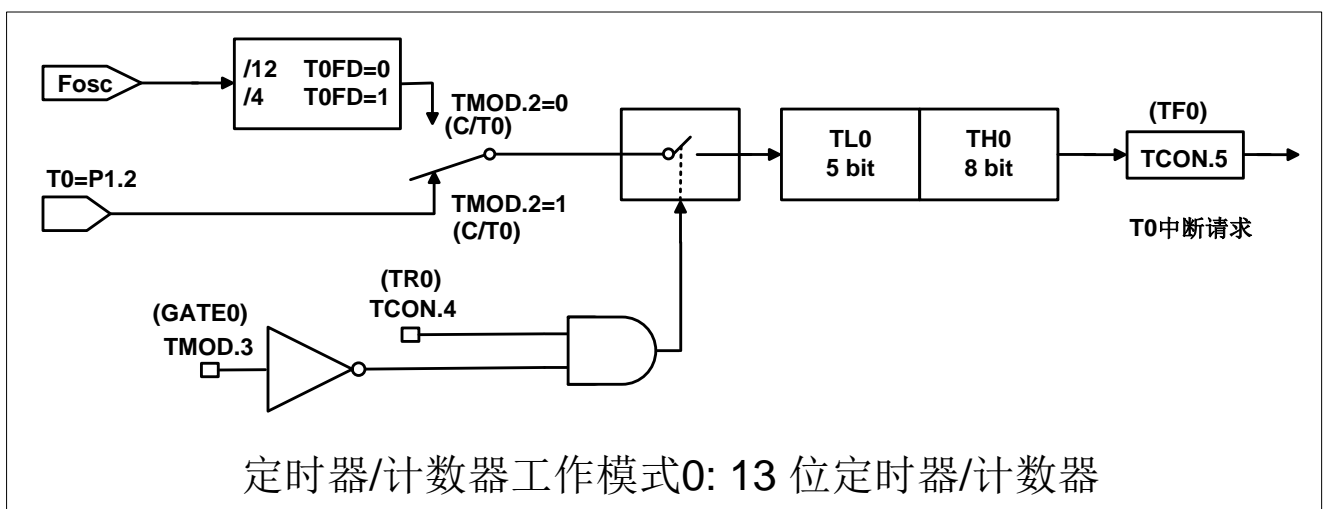 Fosc
/12 T0FD=0
/4 T0FD=1
TMOD.2=0
(C/T0)
T0=P1.2
TMOD.2=1
(C/T0)
TL0
5 bit
TH0
8 bit
(TF0)
TCON.5
T0中断请求
(TR0)
TCON.4
(GATE0)
TMOD.3
定时器/计数器工作模式0: 13 位定时器/计数器